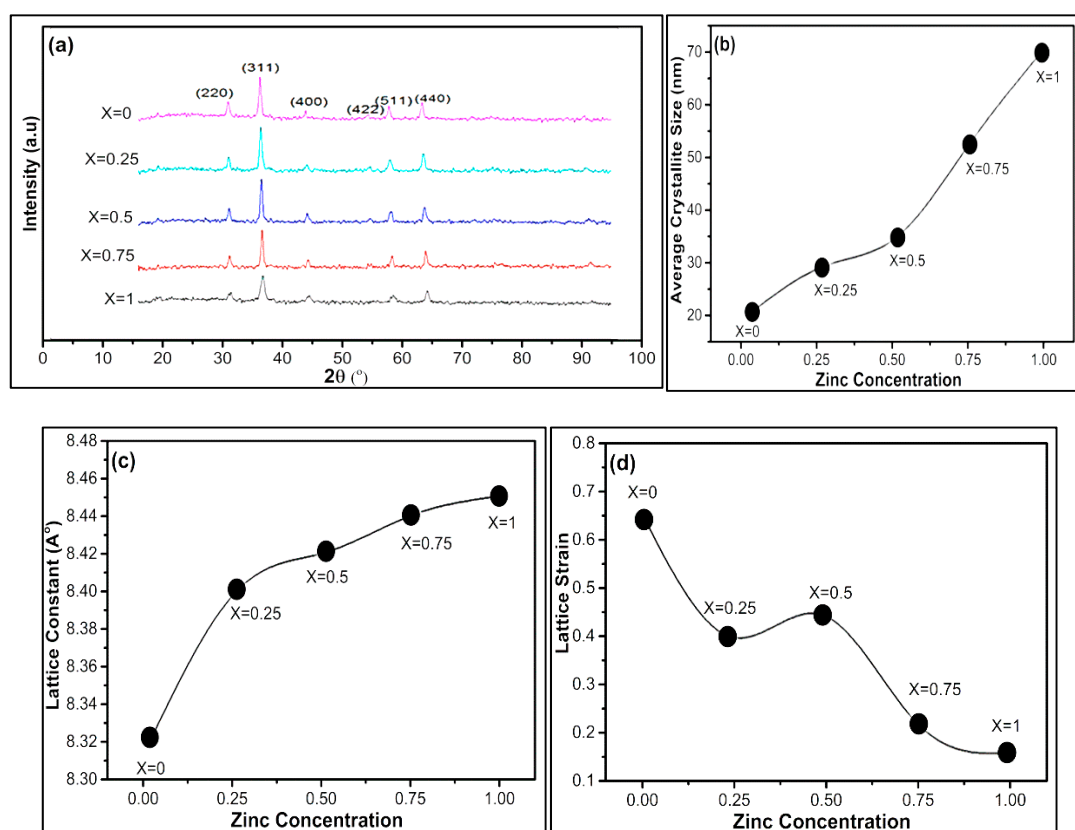 (a)
(311)
(220)
(400)
(422)
(511)
(440)
X=0
X=0.25
X=0.5
X=0.75
X=1
Intensity (a.u)
0 10 20 30 40 50 60 70 80 90 100
2θ (°)
(b)
70
60
50
40
30
20
Average Crystallite Size (nm)
X=1
X=0.75
X=0.5
X=0.25
X=0
0.00 0.25 0.50 0.75 1.00
Zinc Concentration
(c)
8.48
8.46
8.44
8.42
8.40
8.38
8.36
8.34
8.32
8.30
Lattice Constant (A°)
X=1
X=0.75
X=0.5
X=0.25
X=0
0.00 0.25 0.50 0.75 1.00
Zinc Concentration
(d)
0.8
0.7
0.6
0.5
0.4
0.3
0.2
0.1
Lattice Strain
X=0
X=0.25
X=0.5
X=0.75
X=1
0.00 0.25 0.50 0.75 1.00
Zinc Concentration